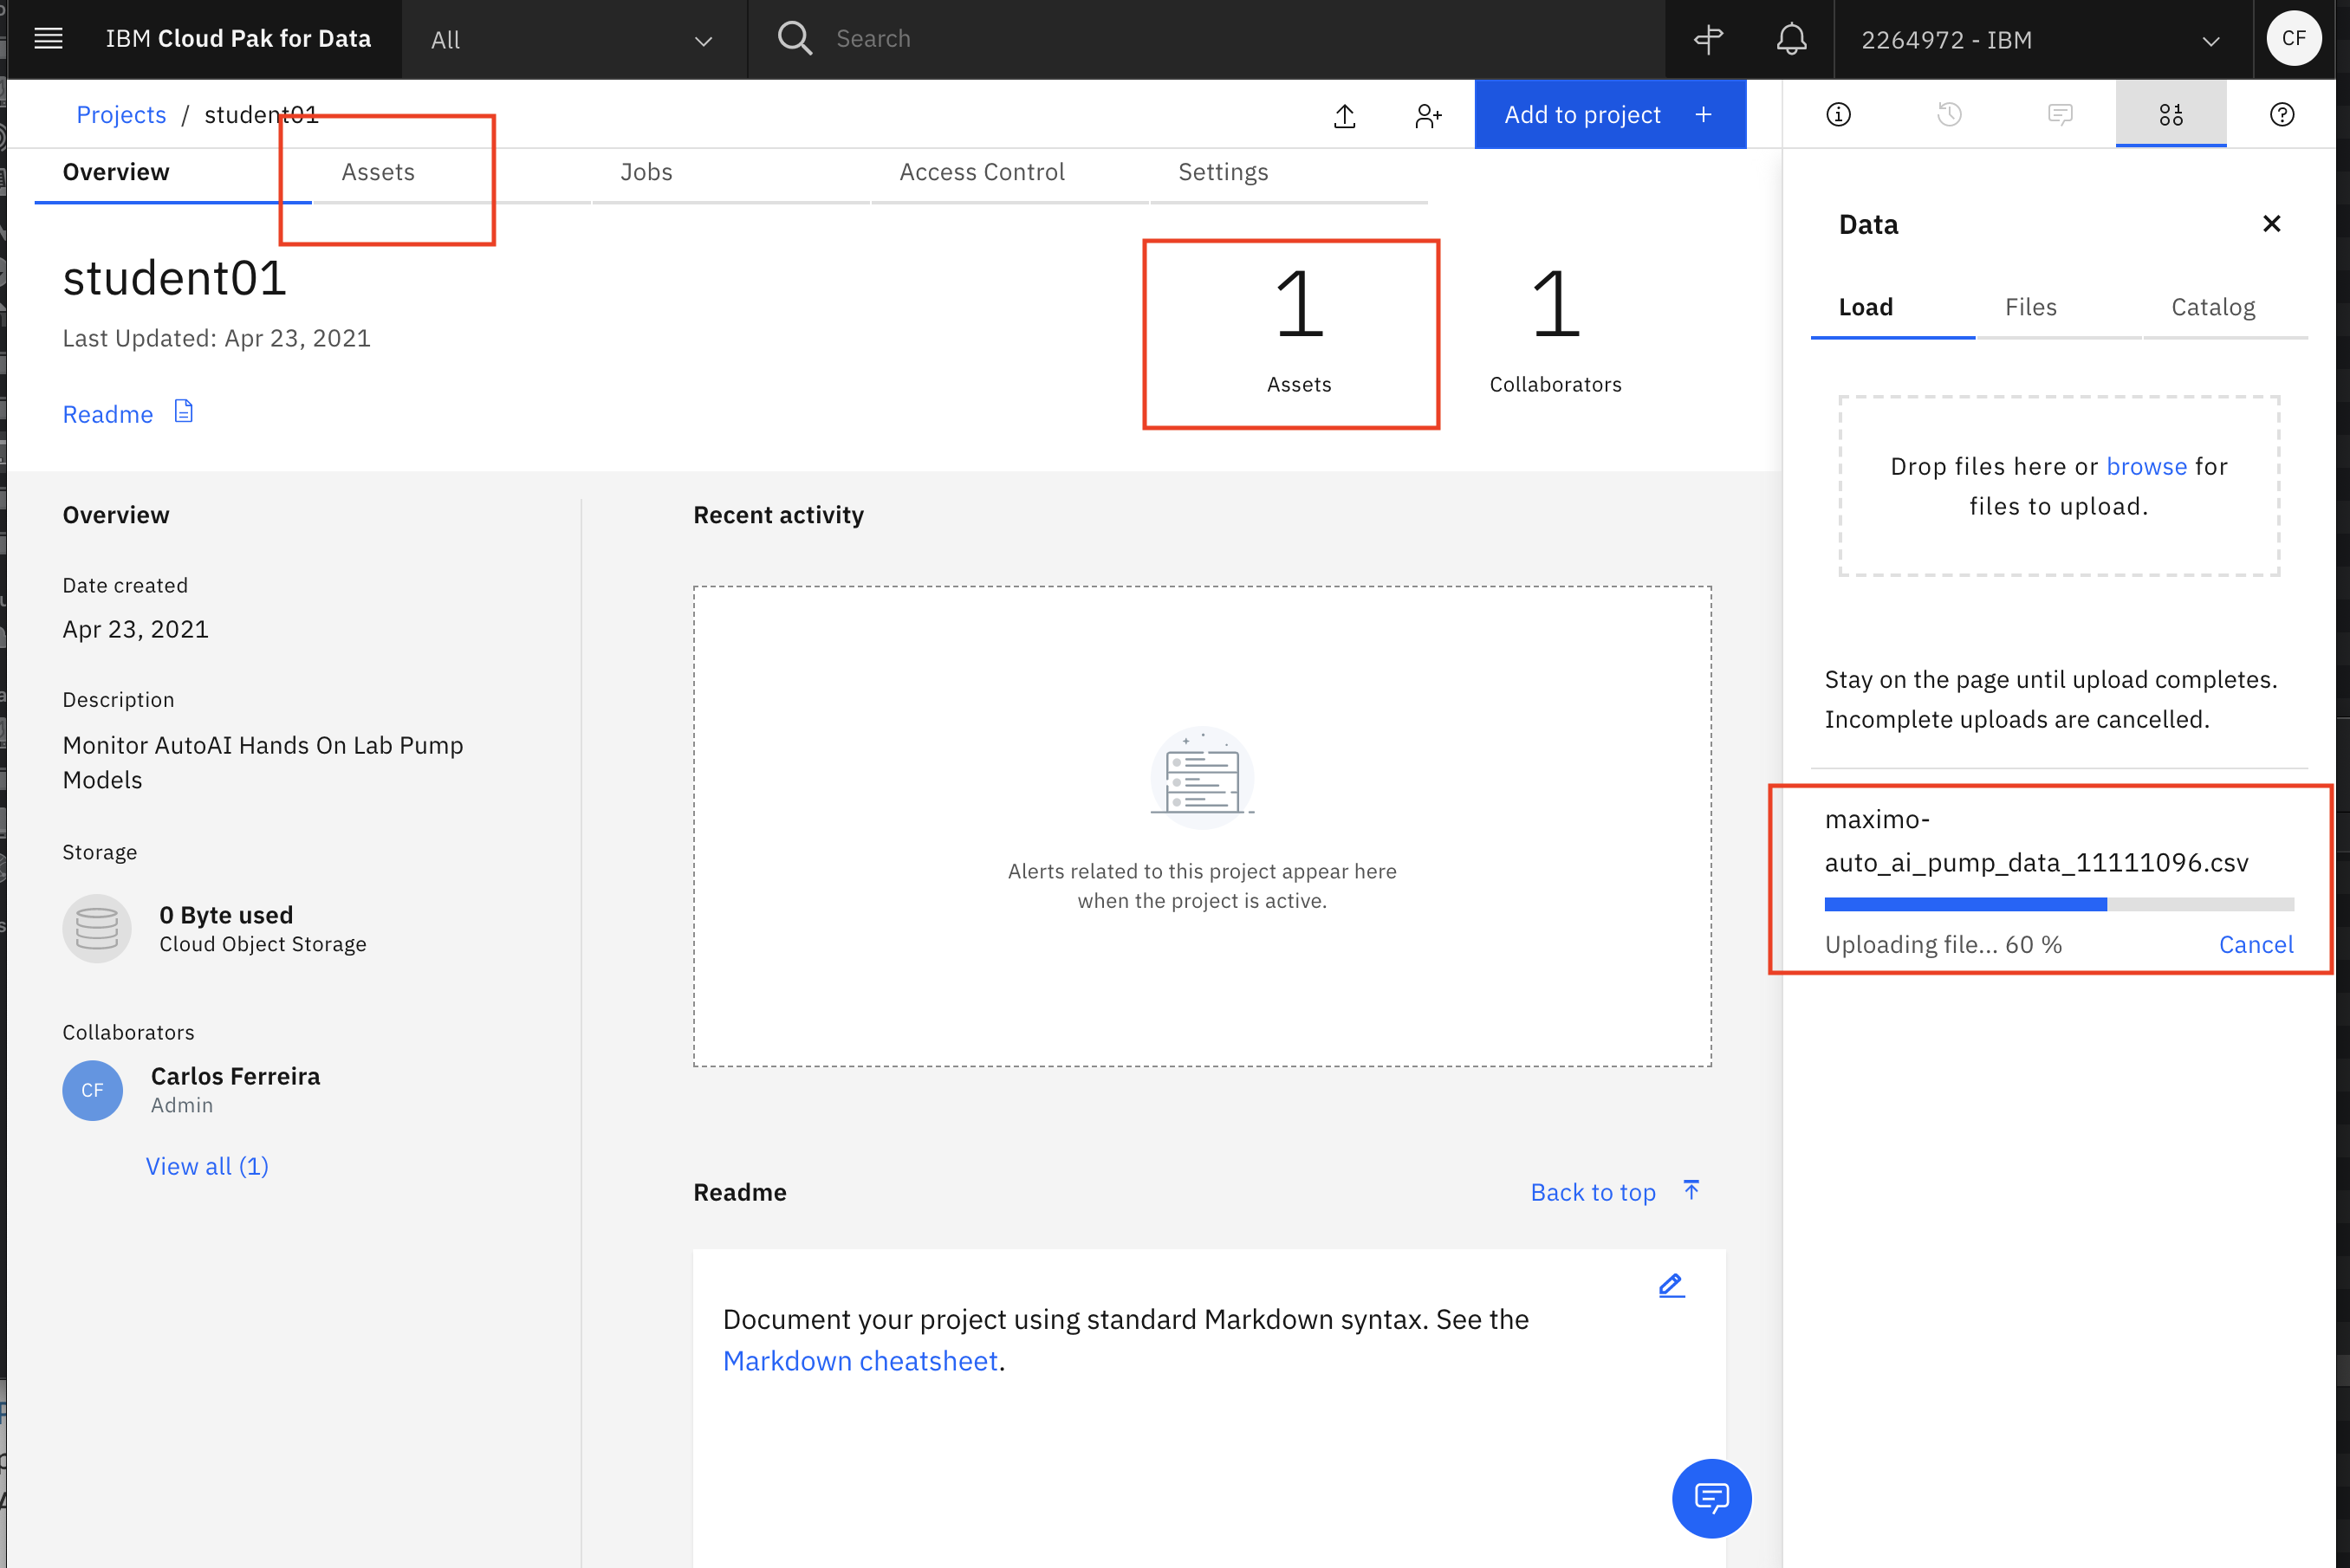 IBM Cloud Pak for Data
All
Search
2264972 - IBM
CF
Projects / student01
Add to project +
Overview
Assets
Jobs
Access Control
Settings
student01
Last Updated: Apr 23, 2021
Readme
1
Assets
1
Collaborators
Overview
Date created
Apr 23, 2021
Description
Monitor AutoAI Hands On Lab Pump
Models
Storage
0 Byte used
Cloud Object Storage
Collaborators
CF
Carlos Ferreira
Admin
View all (1)
Recent activity
Alerts related to this project appear here
when the project is active.
Readme
Back to top
Document your project using standard Markdown syntax. See the
Markdown cheatsheet.
Data
Load
Files
Catalog
Drop files here or browse for
files to upload.
Stay on the page until upload completes.
Incomplete uploads are cancelled.
maximo-
auto_ai_pump_data_11111096.csv
Uploading file... 60 %
Cancel